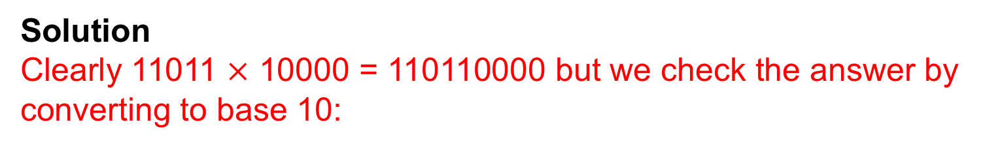 Solution
Clearly 11011 × 10000 = 110110000 but we check the answer by
converting to base 10: